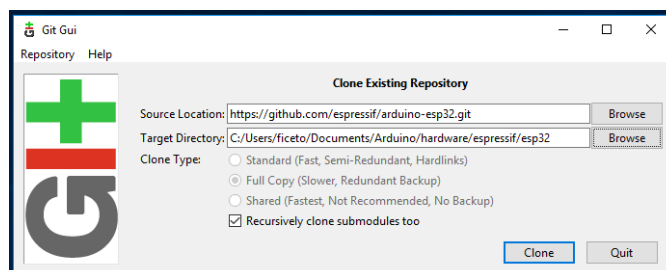 Git Gui
Repository Help
Clone Existing Repository
Source Location: https://github.com/espressif/arduino-esp32.git Browse
Target Directory: C:/Users/ficeto/Documents/Arduino/hardware/espressif/esp32 Browse
Clone Type: Standard (Fast, Semi-Redundant, Hardlinks)
Full Copy (Slower, Redundant Backup)
Shared (Fastest, Not Recommended, No Backup)
Recursively clone submodules too
Clone Quit
GIT